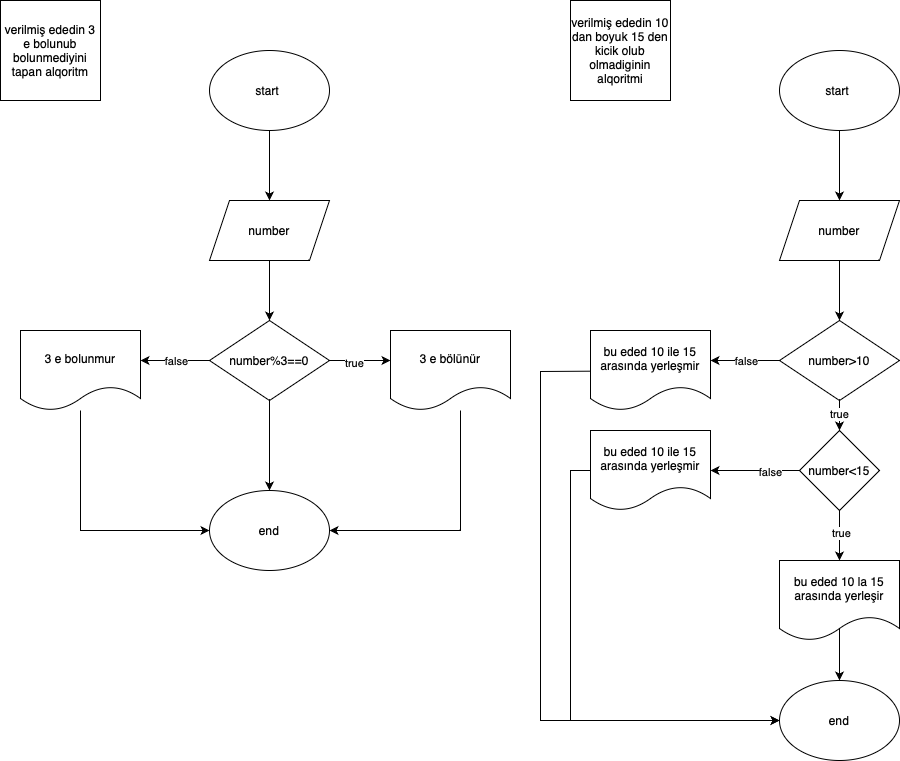 verilmiş ededin 3
e bolunub
bolunmediyini
tapan alqoritm
start
number
number%3==0
false
true
3 e bolunmur
3 e bölünür
end
verilmiş ededin 10
dan boyuk 15 den
kicik olub
olmadiginin
alqoritmi
start
number
number>10
false
bu eded 10 ile 15
arasında yerleşmir
true
number<15
false
bu eded 10 ile 15
arasında yerleşmir
true
bu eded 10 la 15
arasında yerleşir
end